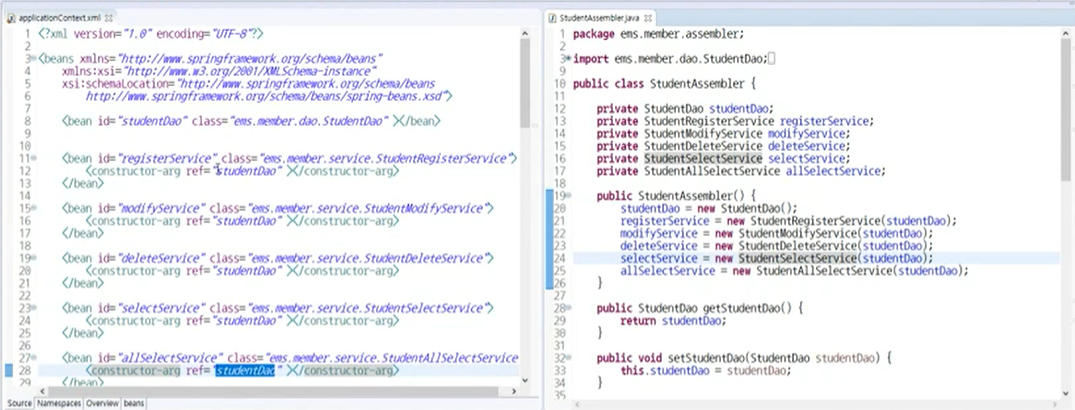 applicationContext.xml
1 <?xml version="1.0" encoding="UTF-8"?>
2
3 <beans xmlns="http://www.springframework.org/schema/beans"
4 xmlns:xsi="http://www.w3.org/2001/XMLSchema-instance"
5 xsi:schemaLocation="http://www.springframework.org/schema/beans
6 http://www.springframework.org/schema/beans/spring-beans.xsd">
7
8 <bean id="studentDao" class="ems.member.dao.StudentDao" ></bean>
9
10
11 <bean id="registerService" class="ems.member.service.StudentRegisterService">
12 <constructor-arg ref="studentDao" ></constructor-arg>
13 </bean>
14
15 <bean id="modifyService" class="ems.member.service.StudentModifyService">
16 <constructor-arg ref="studentDao" ></constructor-arg>
17 </bean>
18
19 <bean id="deleteService" class="ems.member.service.StudentDeleteService">
20 <constructor-arg ref="studentDao" ></constructor-arg>
21 </bean>
22
23 <bean id="selectService" class="ems.member.service.StudentSelectService">
24 <constructor-arg ref="studentDao" ></constructor-arg>
25 </bean>
26
27 <bean id="allSelectService" class="ems.member.service.StudentAllSelectService
28 <constructor-arg ref="studentDao" ></constructor-arg>
29 </bean>
Source Namespaces Overview beans
StudentAssembler.java
1 package ems.member.assembler;
2
3 import ems.member.dao.StudentDao;
9
10 public class StudentAssembler {
11
12 private StudentDao studentDao;
13 private StudentRegisterService registerService;
14 private StudentModifyService modifyService;
15 private StudentDeleteService deleteService;
16 private StudentSelectService selectService;
17 private StudentAllSelectService allSelectService;
18
19 public StudentAssembler() {
20 studentDao = new StudentDao();
21 registerService = new StudentRegisterService(studentDao);
22 modifyService = new StudentModifyService(studentDao);
23 deleteService = new StudentDeleteService(studentDao);
24 selectService = new StudentSelectService(studentDao);
25 allSelectService = new StudentAllSelectService(studentDao);
26 }
27
28 public StudentDao getStudentDao() {
29 return studentDao;
30 }
31
32 public void setStudentDao(StudentDao studentDao) {
33 this.studentDao = studentDao;
34 }
35